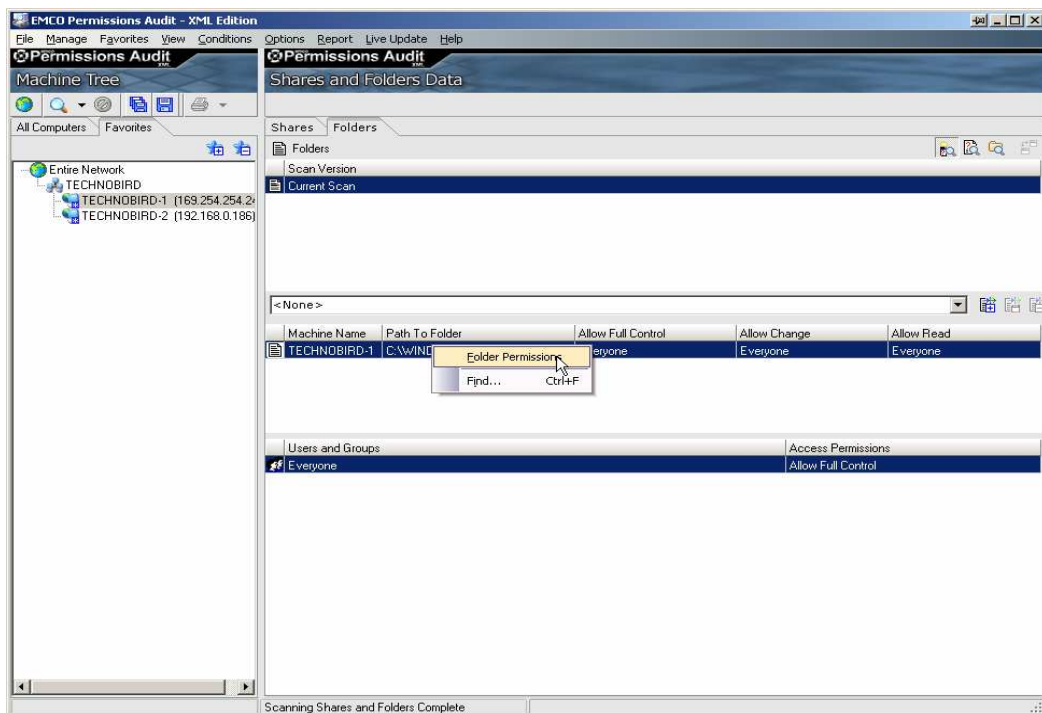 EMCO Permissions Audit - XML Edition
File Manage Favorites View Conditions Options Report Live Update Help
Permissions Audit
XML
Machine Tree
Permissions Audit
XML
Shares and Folders Data
All Computers Favorites
Shares Folders
Folders
Entire Network
TECHNOBIRD
TECHNOBIRD-1 (169.254.254.24
TECHNOBIRD-2 (192.168.0.186)
Scan Version
Current Scan
<None>
Machine Name Path To Folder Allow Full Control Allow Change Allow Read
TECHNOBIRD-1 C:\WIND eryone Everyone Everyone
Folder Permissions
Find... Ctrl+F
Users and Groups Access Permissions
Everyone Allow Full Control
Scanning Shares and Folders Complete